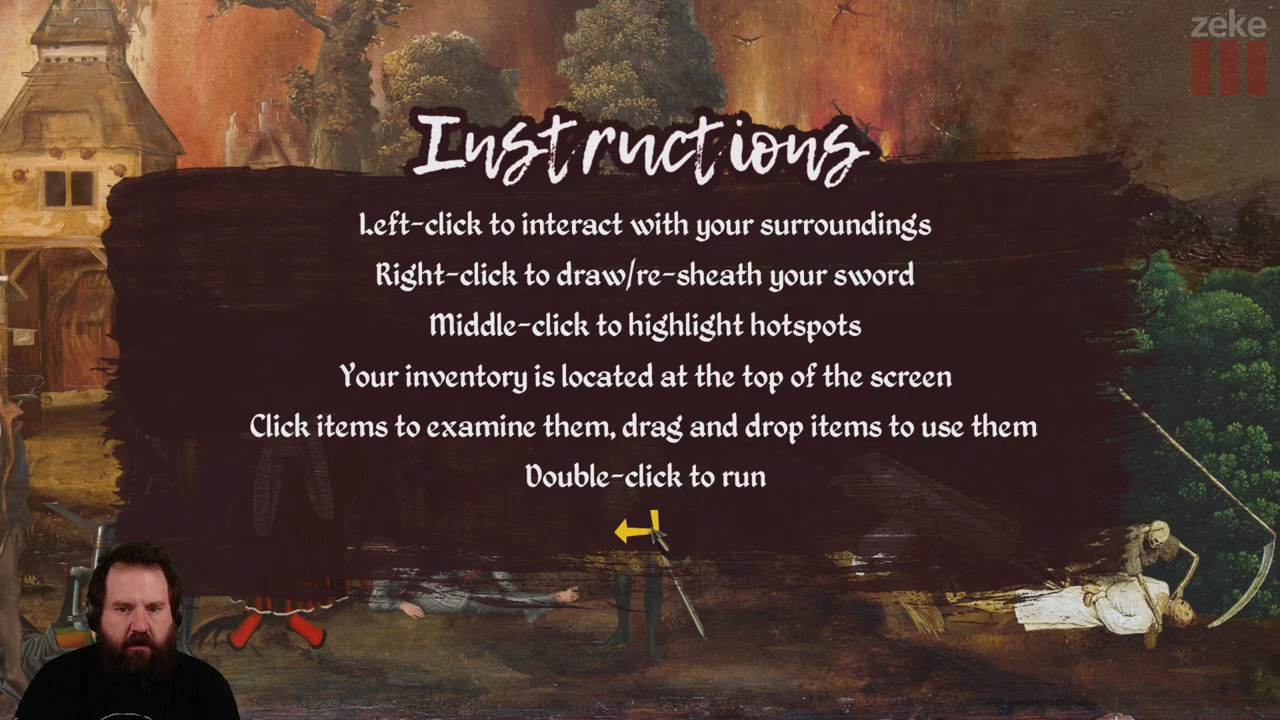 zeke
III
Instructions
Left-click to interact with your surroundings
Right-click to draw/re-sheath your sword
Middle-click to highlight hotspots
Your inventory is located at the top of the screen
Click items to examine them, drag and drop items to use them
Double-click to run